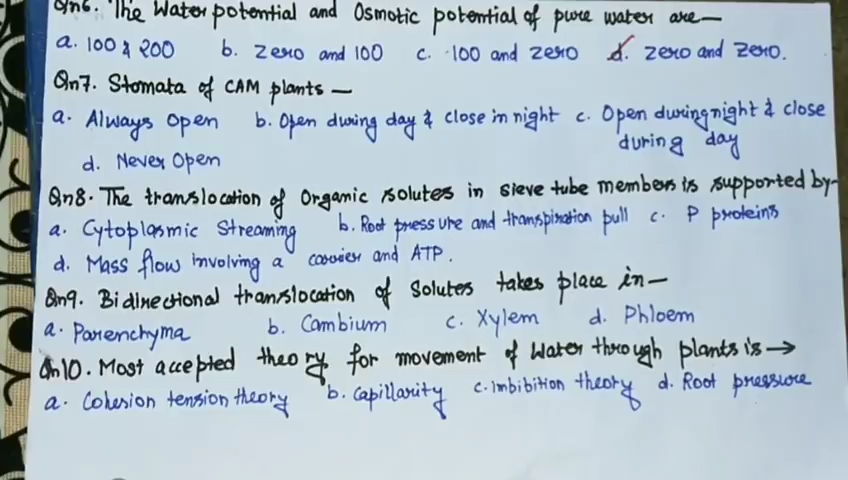 Qn6. The Water potential and Osmotic potential of pure water are—
a. 100 & 200 b. Zero and 100 c. 100 and zero d. zero and zero.
Qn7. Stomata of CAM plants —
a. Always open b. Open during day & close in night c. Open during night & close
during day
d. Never Open
Qn8. The translocation of Organic solutes in sieve tube members is supported by-
a. Cytoplasmic Streaming b. Root pressure and transpiration pull c. P proteins
d. Mass flow involving a carrier and ATP.
Qn9. Bidirectional translocation of Solutes takes place in—
a. Parenchyma b. Cambium c. Xylem d. Phloem
Qn10. Most accepted theory for movement of Water through plants is →
a. Cohesion tension theory b. Capillarity c. imbibition theory d. Root pressure